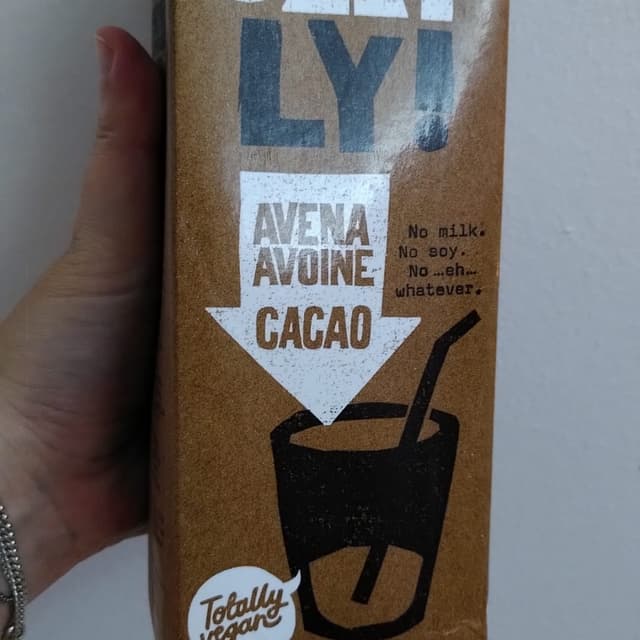 LY!
AVENA
AVOINE
CACAO
No milk.
No soy.
No ...eh...
whatever.
Totally
vegan